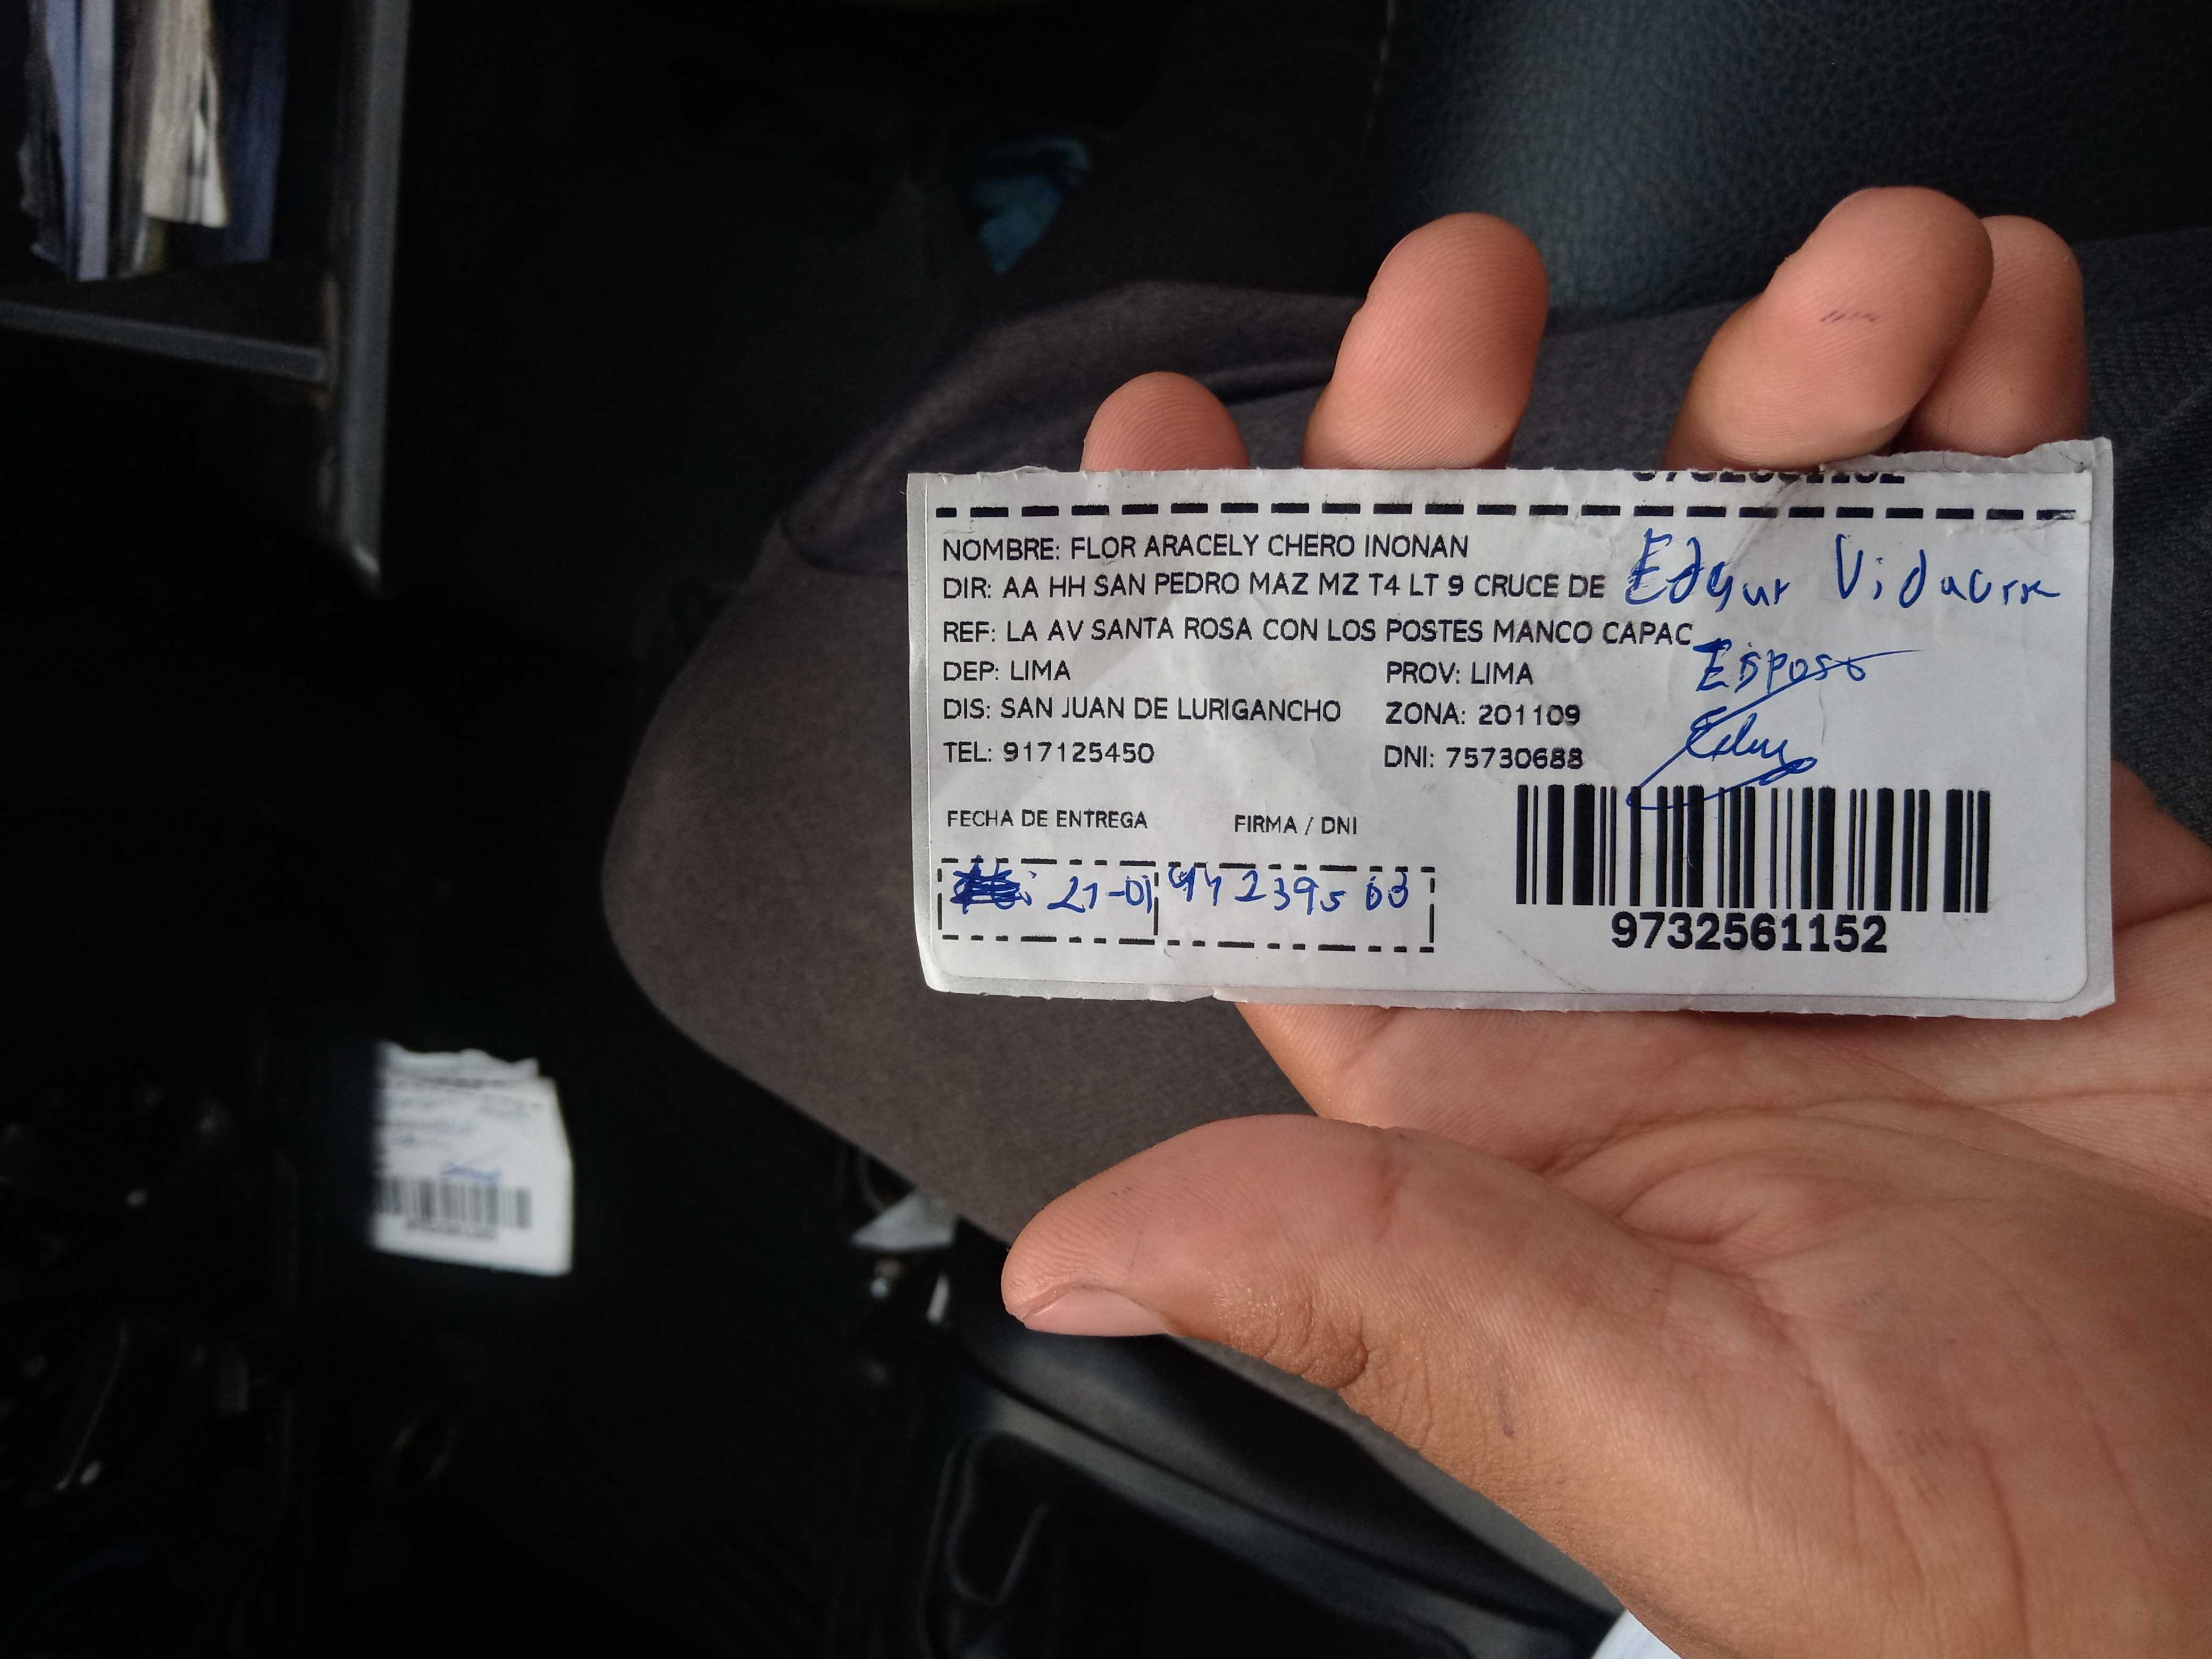 NOMBRE: FLOR ARACELY CHERO INONAN
DIR: AA HH SAN PEDRO MAZ MZ T4 LT 9 CRUCE DE
Edgar Vidaurre
REF: LA AV SANTA ROSA CON LOS POSTES MANCO CAPAC
Esposo
DEP: LIMA PROV: LIMA
DIS: SAN JUAN DE LURIGANCHO ZONA: 201109
TEL: 917125450 DNI: 75730688
FECHA DE ENTREGA FIRMA / DNI
21-01
9732561152